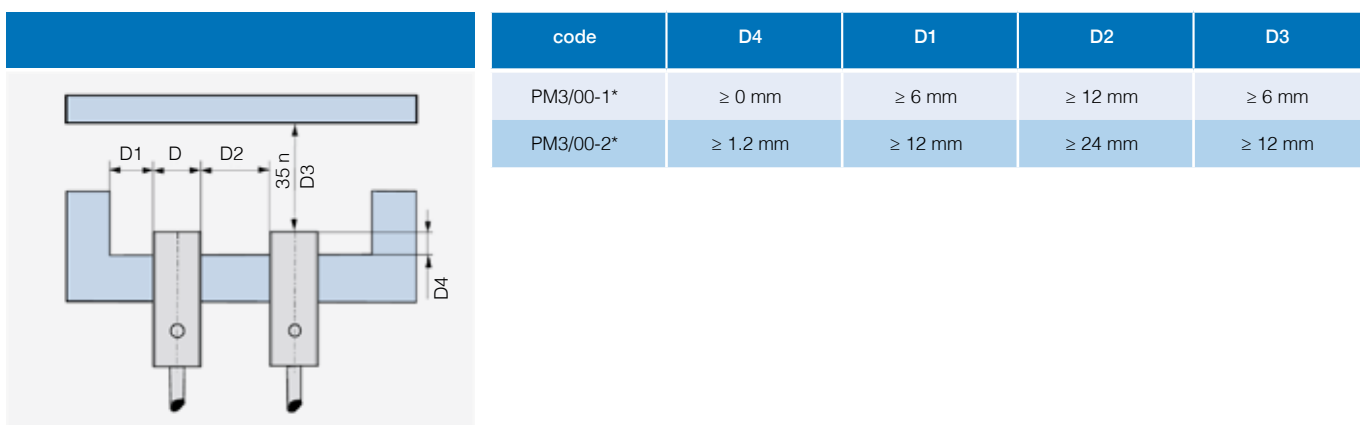 code D4 D1 D2 D3
PM3/00-1* ≥ 0 mm ≥ 6 mm ≥ 12 mm ≥ 6 mm
PM3/00-2* ≥ 1.2 mm ≥ 12 mm ≥ 24 mm ≥ 12 mm
D1 D D2
35 n
D3
D4